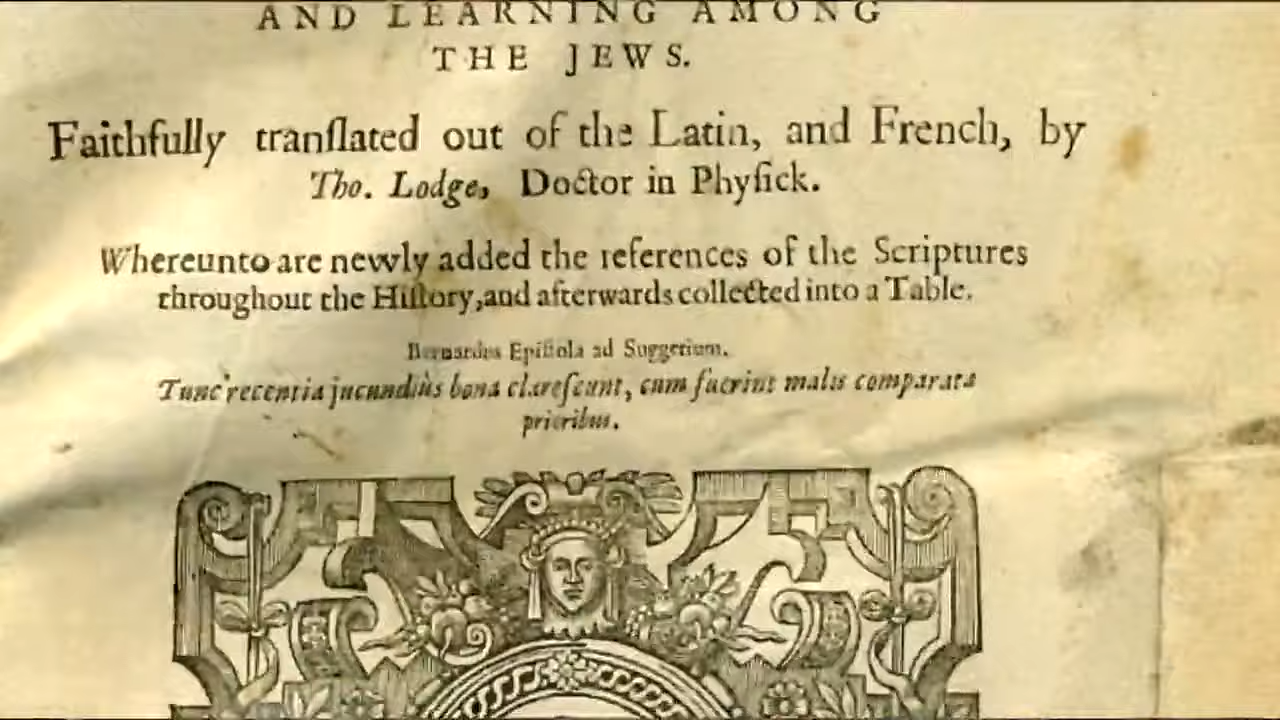 AND LEARNING AMONG
THE JEWS.
Faithfully tranſlated out of the Latin, and French, by
Tho. Lodge, Doctor in Phyſick.
Whereunto are newly added the references of the Scriptures
throughout the Hiſtory, and afterwards collected into a Table.
Bernardus Epiſtola ad Suggerium.
Tunc recentia jucundiùs bona clareſcunt, cum fuerint malis comparata
prioribus.